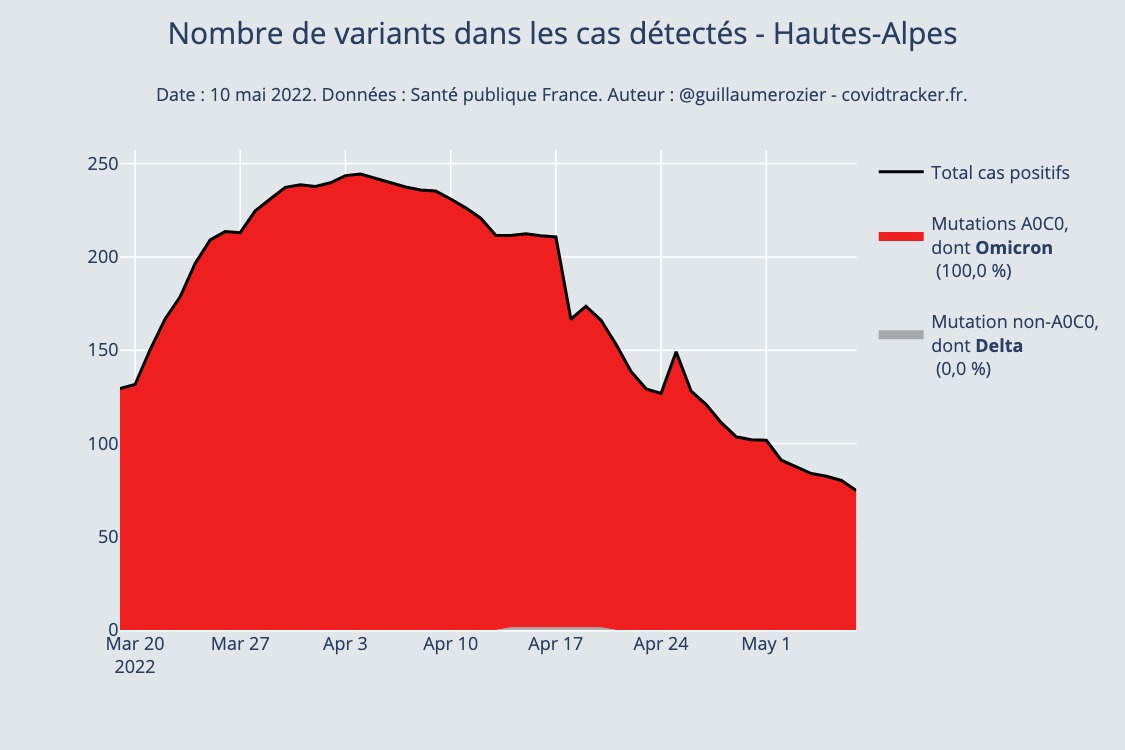 Nombre de variants dans les cas détectés - Hautes-Alpes
Date : 10 mai 2022. Données : Santé publique France. Auteur : @guillaumerozier - covidtracker.fr.
250
200
150
100
50
0
Mar 20
2022
Mar 27
Apr 3
Apr 10
Apr 17
Apr 24
May 1
Total cas positifs
Mutations A0C0,
dont Omicron
(100,0 %)
Mutation non-A0C0,
dont Delta
(0,0 %)